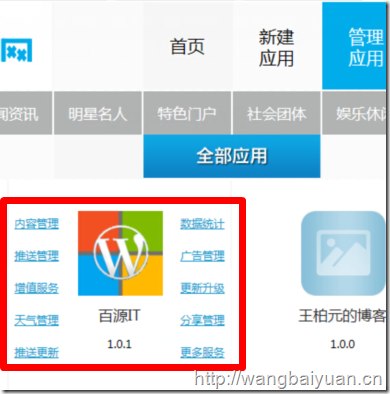 首页
新建
应用
管理
应用
闻资讯 明星名人 特色门户 社会团体 娱乐休闲
全部应用
内容管理 数据统计
推送管理 广告管理
增值服务 更新升级
天气管理 分享管理
推送更新 更多服务
百源IT
1.0.1
王柏元的博客
1.0.0
http://wangbaiyuan.cn